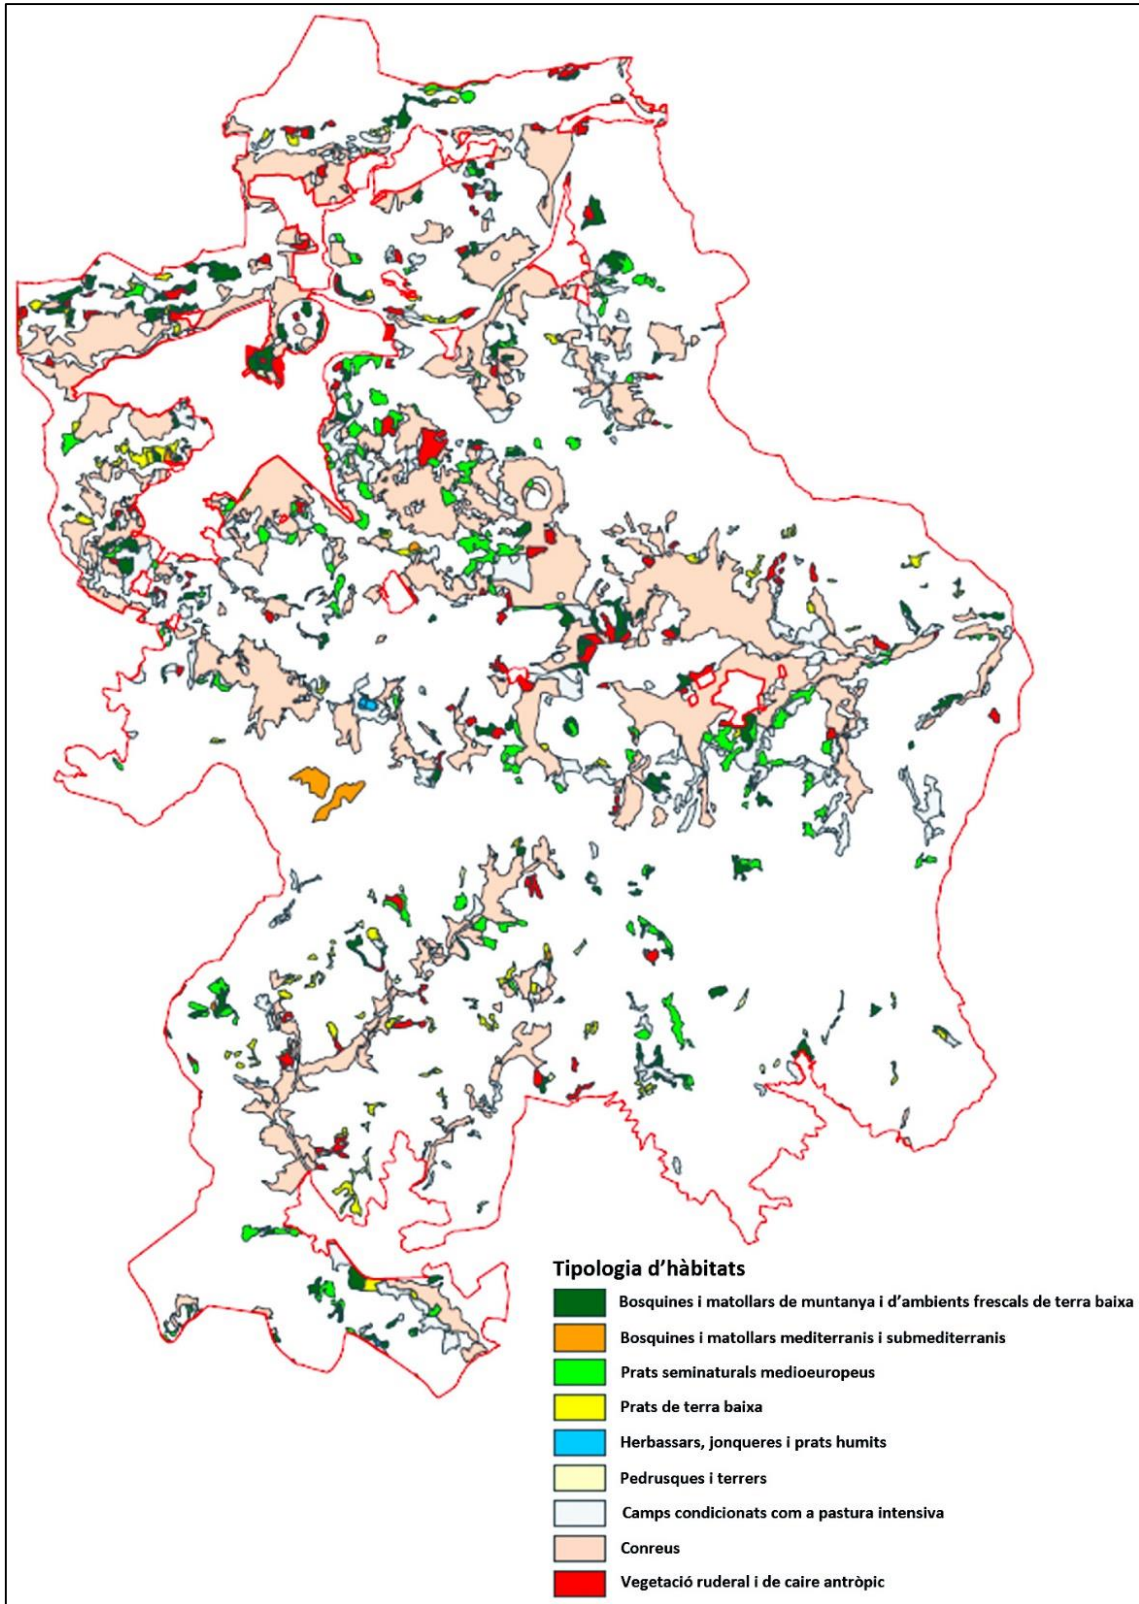 Tipologia d'hàbitats
Bosquines i matollars de muntanya i d'ambients frescals de terra baixa
Bosquines i matollars mediterranis i submediterranis
Prats seminaturals medioeuropeus
Prats de terra baixa
Herbassars, jonqueres i prats humits
Pedrusques i terrers
Camps condicionats com a pastura intensiva
Conreus
Vegetació ruderal i de caire antròpic